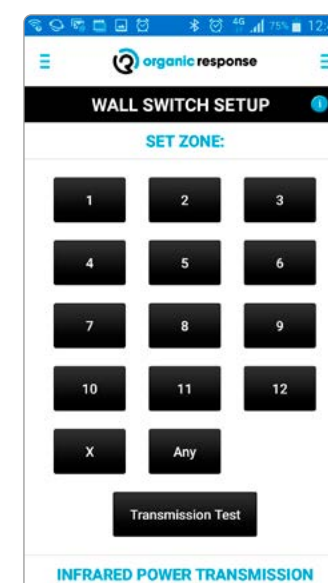 4G 75% 12:
organic response
WALL SWITCH SETUP i
SET ZONE:
1 2 3
4 5 6
7 8 9
10 11 12
X Any
Transmission Test
INFRARED POWER TRANSMISSION